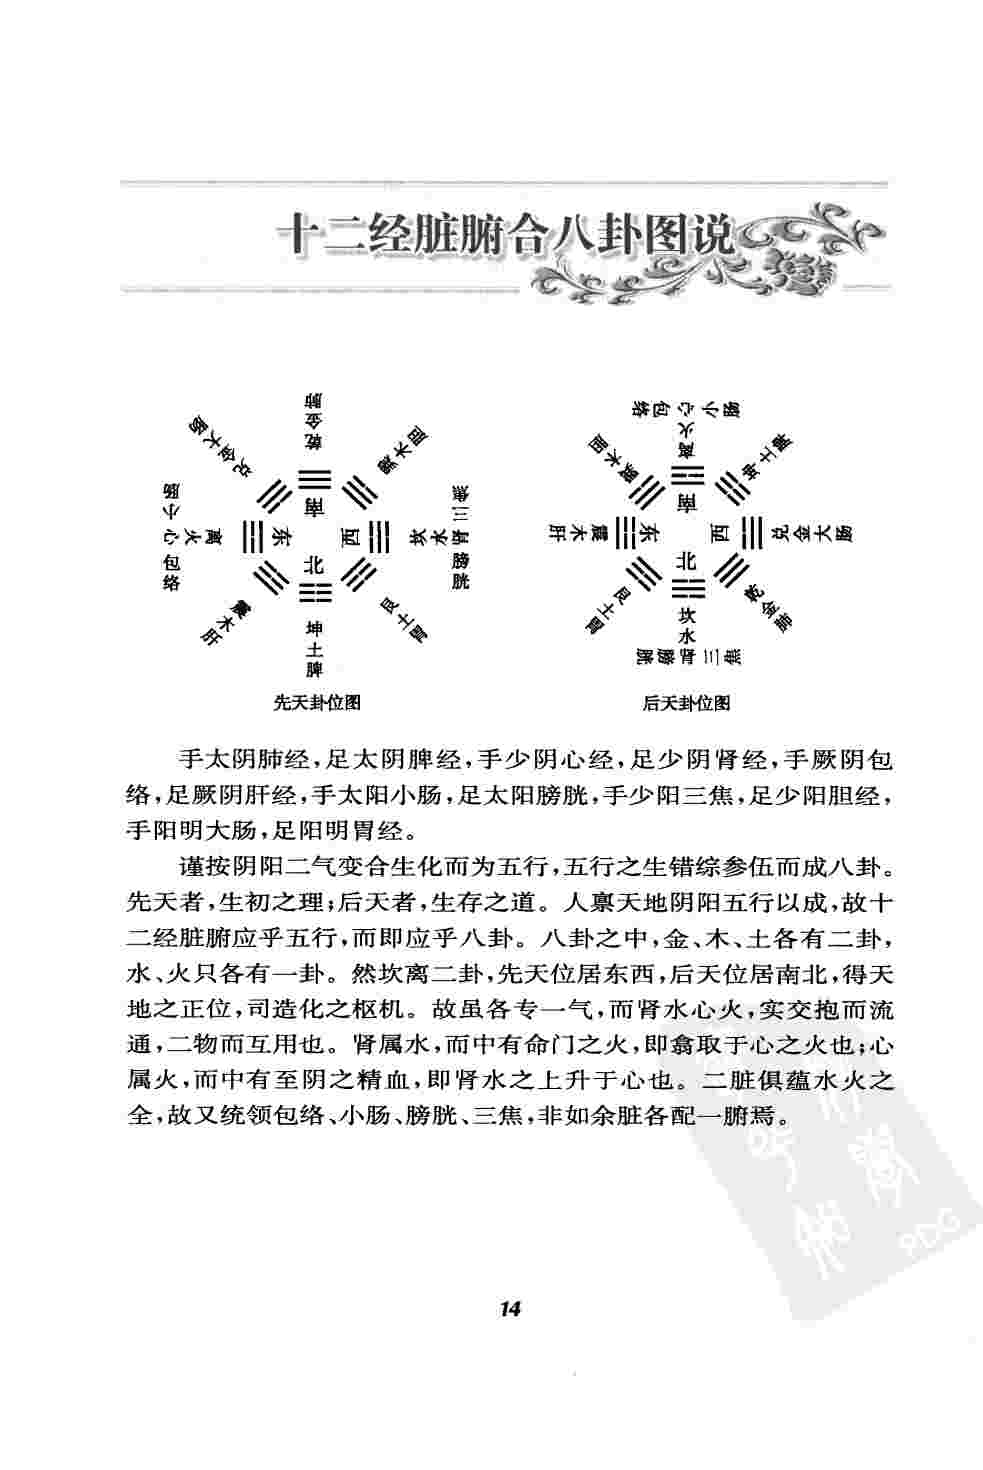 十二经脏腑合八卦图说
乾金肺
兑金大肠
巽木胆
离火心小肠包络
坎水肾三焦膀胱
震木肝
艮土胃
坤土脾
南
东
西
北
先天卦位图
离火心小肠包络
巽木胆
坤土脾
震木肝
兑金大肠
艮土胃
乾金肺
坎水肾三焦膀胱
南
东
西
北
后天卦位图
手太阴肺经,足太阴脾经,手少阴心经,足少阴肾经,手厥阴包
络,足厥阴肝经,手太阳小肠,足太阳膀胱,手少阳三焦,足少阳胆经,
手阳明大肠,足阳明胃经。
谨按阴阳二气变合生化而为五行,五行之生错综参伍而成八卦。
先天者,生初之理;后天者,生存之道。人禀天地阴阳五行以成,故十
二经脏腑应乎五行,而即应乎八卦。八卦之中,金、木、土各有二卦,
水、火只各有一卦。然坎离二卦,先天位居东西,后天位居南北,得天
地之正位,司造化之枢机。故虽各专一气,而肾水心火,实交抱而流
通,二物而互用也。肾属水,而中有命门之火,即翕取于心之火也;心
属火,而中有至阴之精血,即肾水之上升于心也。二脏俱蕴水火之
全,故又统领包络、小肠、膀胱、三焦,非如余脏各配一腑焉。
PDG
14